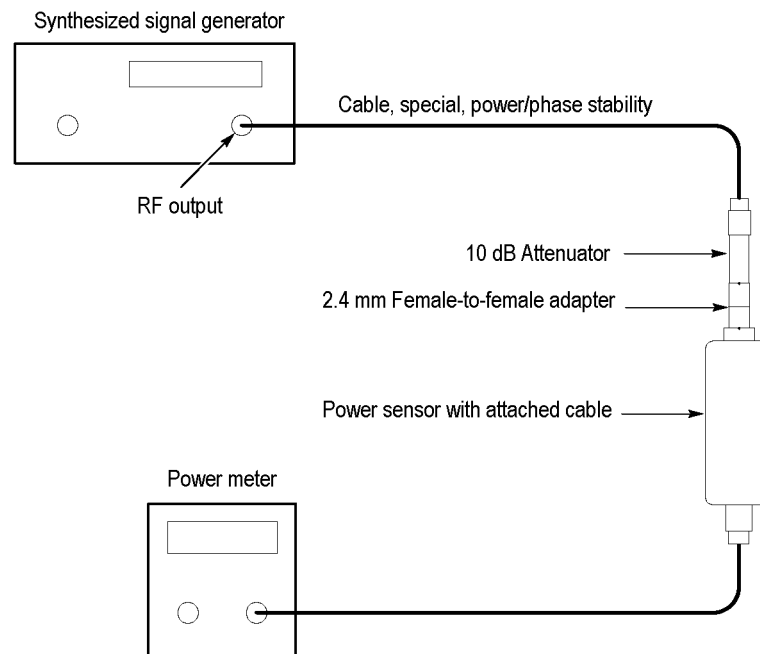 Synthesized signal generator
Cable, special, power/phase stability
RF output
10 dB Attenuator
2.4 mm Female-to-female adapter
Power sensor with attached cable
Power meter